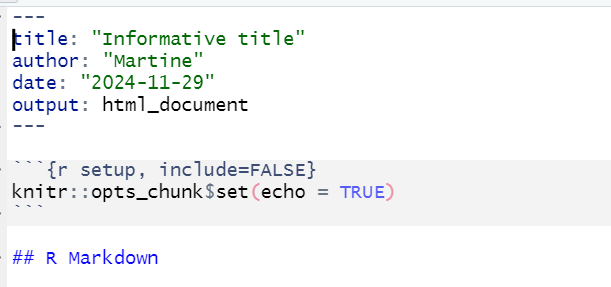 ---
title: "Informative title"
author: "Martine"
date: "2024-11-29"
output: html_document
---
```{r setup, include=FALSE}
knitr::opts_chunk$set(echo = TRUE)
```
## R Markdown